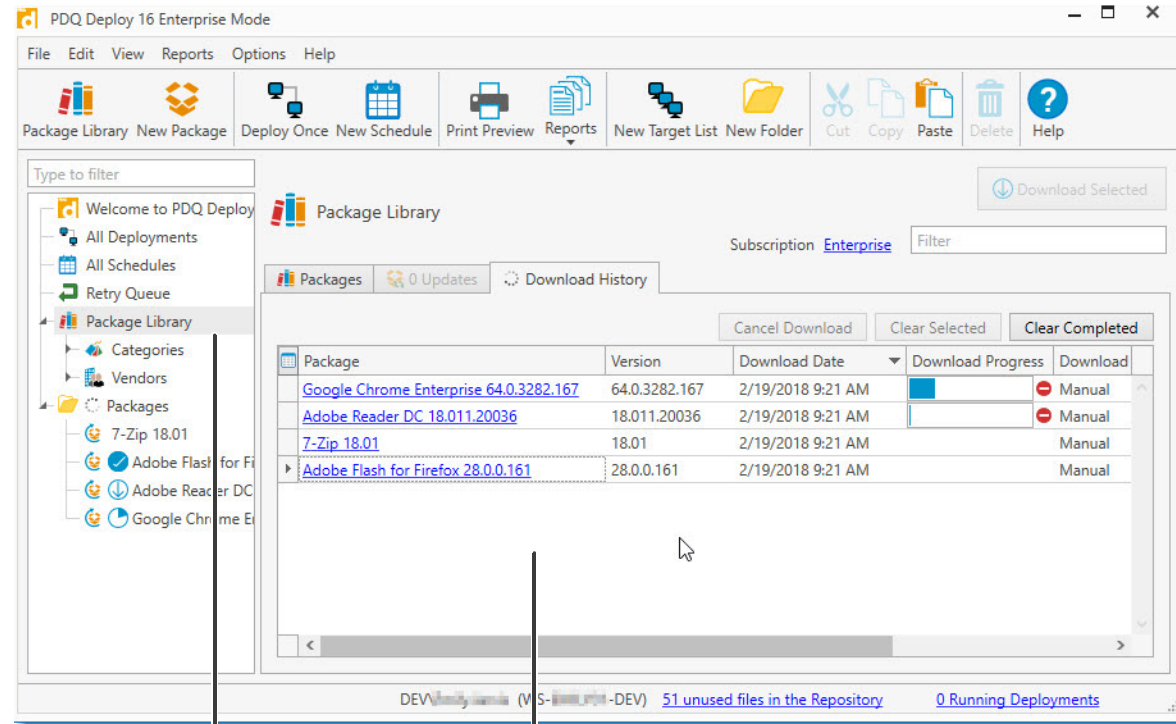 PDQ Deploy 16 Enterprise Mode
File Edit View Reports Options Help
Package Library New Package Deploy Once New Schedule Print Preview Reports New Target List New Folder Cut Copy Paste Delete Help
Type to filter
Welcome to PDQ Deploy
All Deployments
All Schedules
Retry Queue
Package Library
Categories
Vendors
Packages
7-Zip 18.01
Adobe Flash for Fi
Adobe Reader DC
Google Chrome E
Download Selected
Package Library
Subscription Enterprise
Filter
Packages 0 Updates Download History
Cancel Download Clear Selected Clear Completed
Package Version Download Date Download Progress Download
Google Chrome Enterprise 64.0.3282.167 64.0.3282.167 2/19/2018 9:21 AM Manual
Adobe Reader DC 18.011.20036 18.011.20036 2/19/2018 9:21 AM Manual
7-Zip 18.01 18.01 2/19/2018 9:21 AM Manual
Adobe Flash for Firefox 28.0.0.161 28.0.0.161 2/19/2018 9:21 AM Manual
51 unused files in the Repository 0 Running Deployments